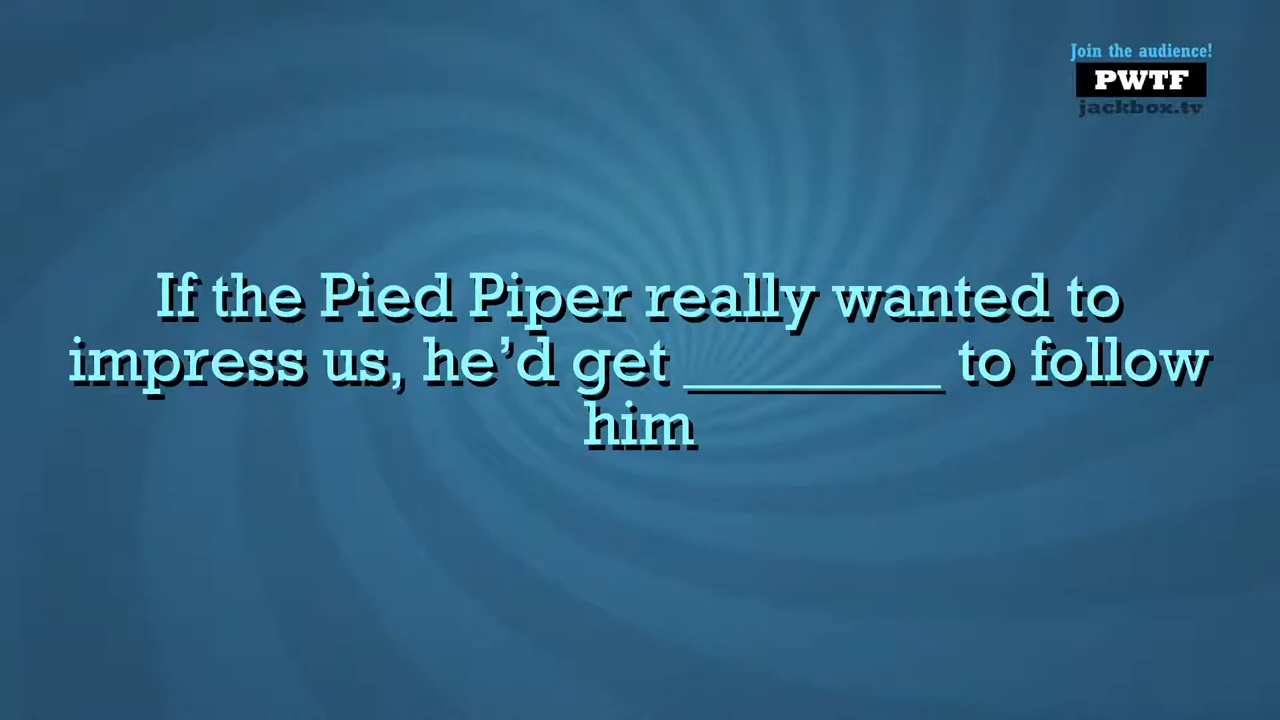 Join the audience!
PWTF
jackbox.tv
If the Pied Piper really wanted to
impress us, he’d get _________ to follow
him